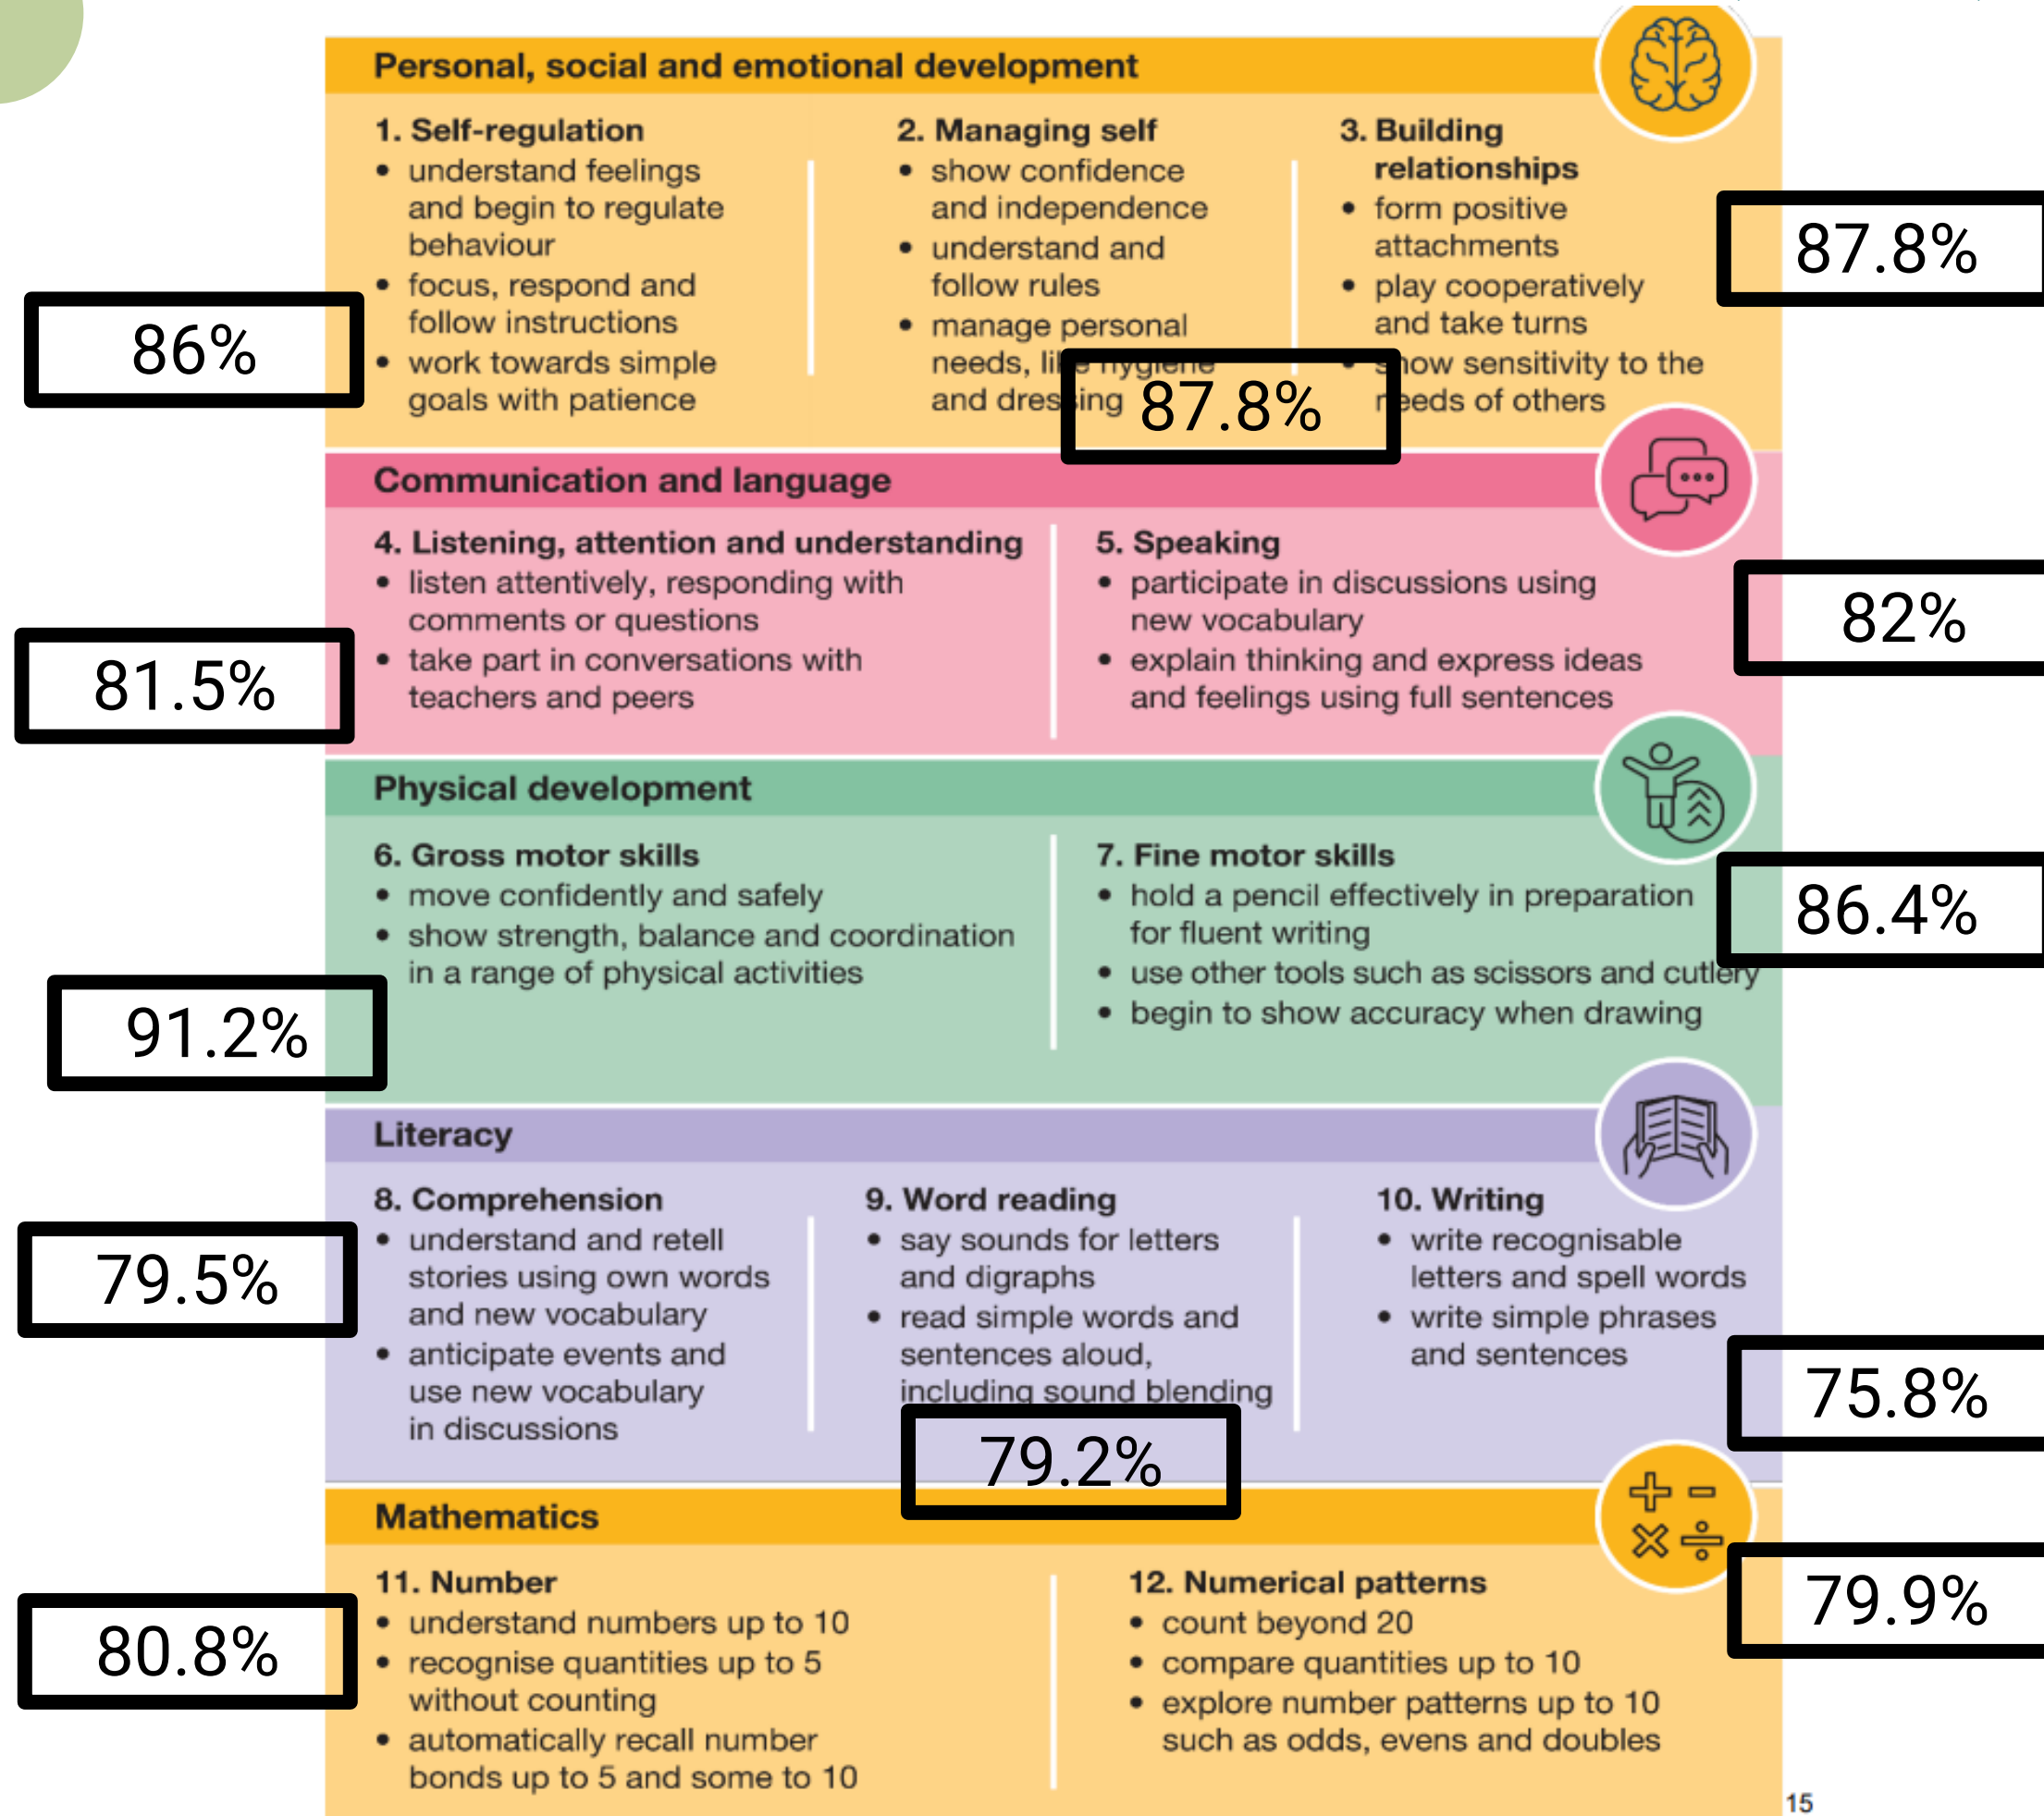 Personal, social and emotional development
1. Self-regulation
• understand feelings
and begin to regulate
behaviour
• focus, respond and
follow instructions
• work towards simple
goals with patience
86%
2. Managing self
• show confidence
and independence
• understand and
follow rules
• manage personal
needs, like hygiene
and dressing
87.8%
3. Building
relationships
• form positive
attachments
• play cooperatively
and take turns
• show sensitivity to the
needs of others
87.8%
Communication and language
4. Listening, attention and understanding
• listen attentively, responding with
comments or questions
• take part in conversations with
teachers and peers
81.5%
5. Speaking
• participate in discussions using
new vocabulary
• explain thinking and express ideas
and feelings using full sentences
82%
Physical development
6. Gross motor skills
• move confidently and safely
• show strength, balance and coordination
in a range of physical activities
91.2%
7. Fine motor skills
• hold a pencil effectively in preparation
for fluent writing
• use other tools such as scissors and cutlery
• begin to show accuracy when drawing
86.4%
Literacy
8. Comprehension
• understand and retell
stories using own words
and new vocabulary
• anticipate events and
use new vocabulary
in discussions
79.5%
9. Word reading
• say sounds for letters
and digraphs
• read simple words and
sentences aloud,
including sound blending
79.2%
10. Writing
• write recognisable
letters and spell words
• write simple phrases
and sentences
75.8%
Mathematics
11. Number
• understand numbers up to 10
• recognise quantities up to 5
without counting
• automatically recall number
bonds up to 5 and some to 10
80.8%
12. Numerical patterns
• count beyond 20
• compare quantities up to 10
• explore number patterns up to 10
such as odds, evens and doubles
79.9%
15